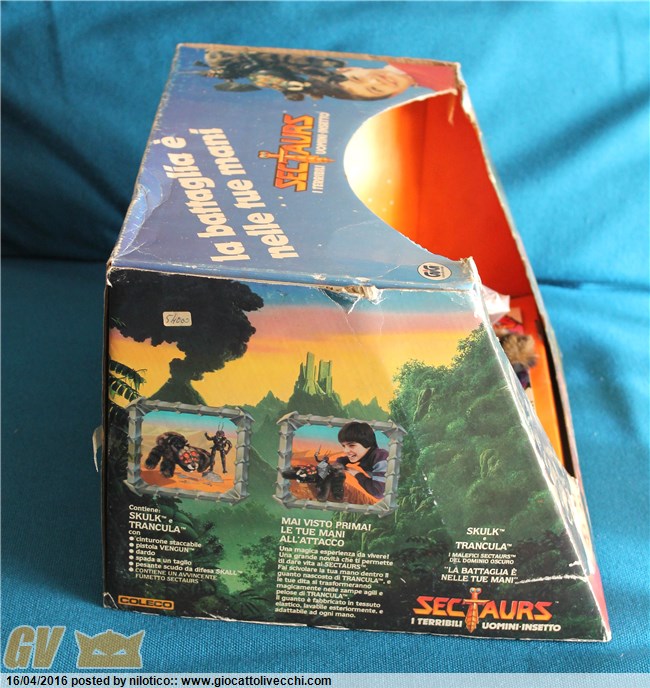 la battaglia è
nelle tue mani
SECTAURS
I TERRIBILI UOMINI-INSETTO
GiG
Contiene:
SKULK™ e
TRANCULA™
con
• cinturone staccabile
• pistola VENGUN™
• dardo
• spada a un taglio
• pesante scudo da difesa SKALL™
• CONTIENE UN AVVINCENTE
FUMETTO SECTAURS™
COLECO
MAI VISTO PRIMA!
LE TUE MANI
ALL'ATTACCO
Una magica esperienza da vivere!
Una grande novità che ti permette
di dare vita ai SECTAURS™.
Fai scivolare la tua mano dentro il
guanto nascosto di TRANCULA™, e
le tue dita si trasformeranno
magicamente nelle zampe agili e
pelose di TRANCULA™.
Il guanto è fabbricato in tessuto
elastico, lavabile esteriormente, e
adattabile ad ogni mano.
SKULK™
e
TRANCULA™
I MALEFICI SECTAURS™
DEL DOMINIO OSCURO
"LA BATTAGLIA È
NELLE TUE MANI"
SECTAURS
I TERRIBILI UOMINI-INSETTO
GV
16/04/2016 posted by nilotico:: www.giocattolivecchi.com